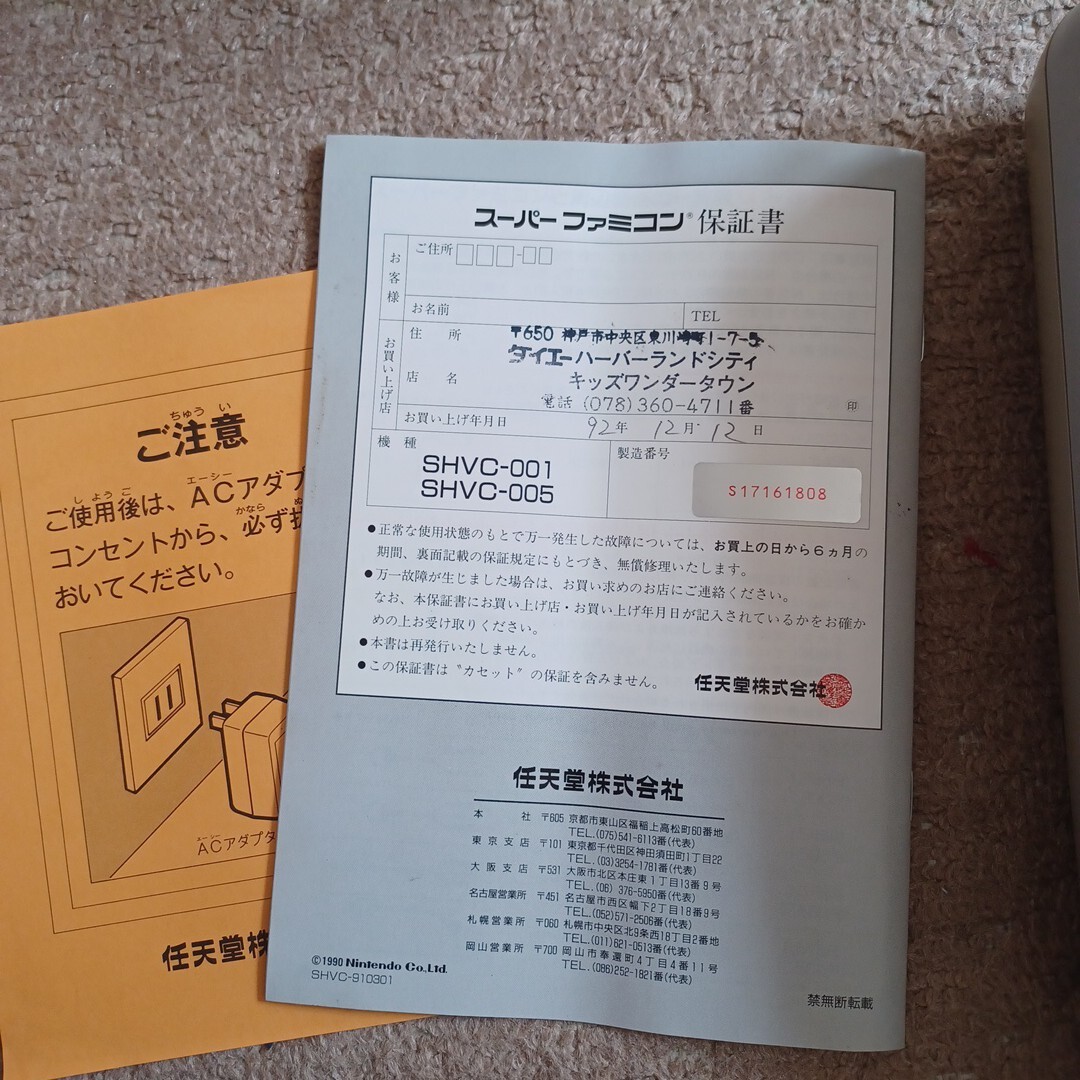 スーパーファミコン® 保証書
お客様
ご住所 □□□-□□
お名前
TEL
お買い上げ店
住所
〒650 神戸市中央区東川崎町1-7-5
ダイエーハーバーランドシティ
店名
キッズワンダータウン
電話 (078)360-4711番
印
お買い上げ年月日 92年 12月 12日
機種
SHVC-001
SHVC-005
製造番号
S17161808
●正常な使用状態のもとで万一発生した故障については、お買上の日から6ヵ月の
期間、裏面記載の保証規定にもとづき、無償修理いたします。
●万一故障が生じました場合は、お買い求めのお店にご連絡ください。
なお、本保証書にお買い上げ店・お買い上げ年月日が記入されているかをお確か
めの上お受け取りください。
●本書は再発行いたしません。
●この保証書は〝カセット〟の保証を含みません。
任天堂株式会社
任天堂株式会社
本社 〒605 京都市東山区福稲上高松町60番地
TEL.(075)541-6113番(代表)
東京支店 〒101 東京都千代田区神田須田町1丁目22
TEL.(03)3254-1781番(代表)
大阪支店 〒531 大阪市北区本庄東1丁目13番9号
TEL.(06) 376-5950番(代表)
名古屋営業所 〒451 名古屋市西区幅下2丁目18番9号
TEL.(052)571-2506番(代表)
札幌営業所 〒060 札幌市中央区北9条西18丁目2番地
TEL.(011)621-0513番(代表)
岡山営業所 〒700 岡山市奉還町4丁目4番11号
TEL.(086)252-1821番(代表)
©1990 Nintendo Co.,Ltd.
SHVC-910301
禁無断転載
ちゅうい
ご注意
しようご エーシー
ご使用後は、ACアダプ
かなら ぬ
コンセントから、必ず抜
おいてください。
エーシー
ACアダプタ
任天堂株